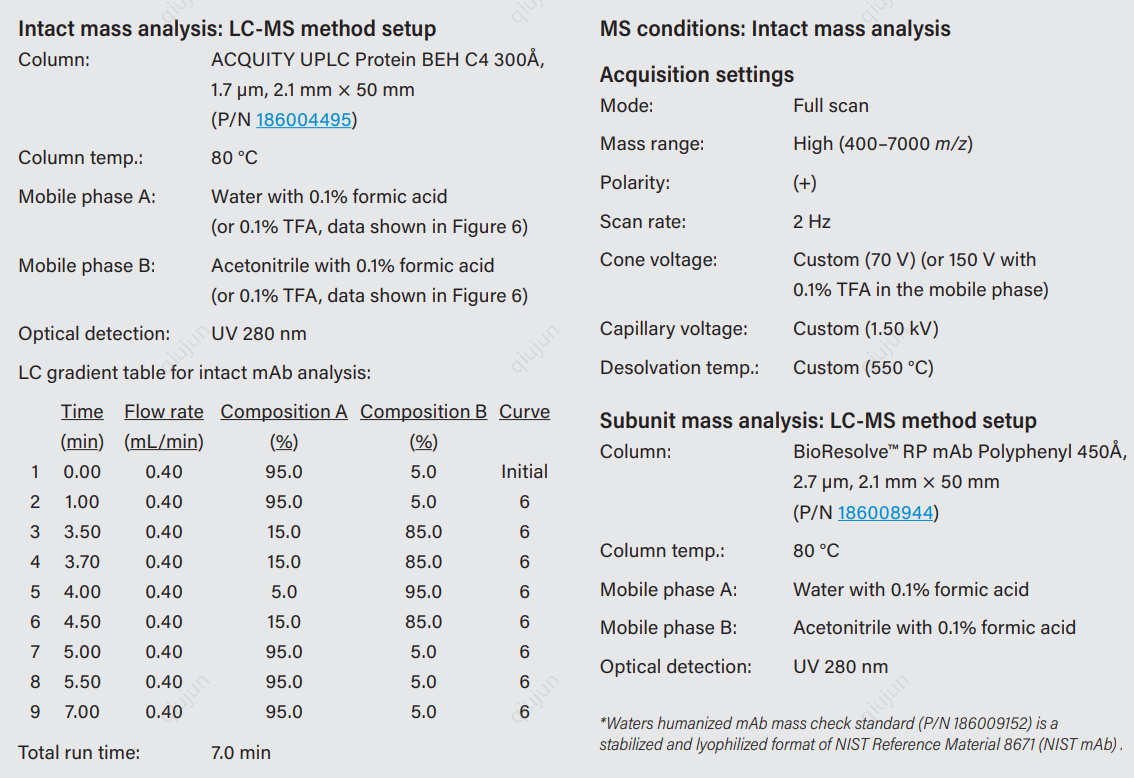 Intact mass analysis: LC-MS method setup
Column: ACQUITY UPLC Protein BEH C4 300Å,
1.7 µm, 2.1 mm × 50 mm
(P/N 186004495)
Column temp.: 80 °C
Mobile phase A: Water with 0.1% formic acid
(or 0.1% TFA, data shown in Figure 6)
Mobile phase B: Acetonitrile with 0.1% formic acid
(or 0.1% TFA, data shown in Figure 6)
Optical detection: UV 280 nm
LC gradient table for intact mAb analysis:
Time Flow rate Composition A Composition B Curve
(min) (mL/min) (%) (%)
1 0.00 0.40 95.0 5.0 Initial
2 1.00 0.40 95.0 5.0 6
3 3.50 0.40 15.0 85.0 6
4 3.70 0.40 15.0 85.0 6
5 4.00 0.40 5.0 95.0 6
6 4.50 0.40 15.0 85.0 6
7 5.00 0.40 95.0 5.0 6
8 5.50 0.40 95.0 5.0 6
9 7.00 0.40 95.0 5.0 6
Total run time: 7.0 min
MS conditions: Intact mass analysis
Acquisition settings
Mode: Full scan
Mass range: High (400–7000 m/z)
Polarity: (+)
Scan rate: 2 Hz
Cone voltage: Custom (70 V) (or 150 V with
0.1% TFA in the mobile phase)
Capillary voltage: Custom (1.50 kV)
Desolvation temp.: Custom (550 °C)
Subunit mass analysis: LC-MS method setup
Column: BioResolve™ RP mAb Polyphenyl 450Å,
2.7 µm, 2.1 mm × 50 mm
(P/N 186008944)
Column temp.: 80 °C
Mobile phase A: Water with 0.1% formic acid
Mobile phase B: Acetonitrile with 0.1% formic acid
Optical detection: UV 280 nm
*Waters humanized mAb mass check standard (P/N 186009152) is a
stabilized and lyophilized format of NIST Reference Material 8671 (NIST mAb) .
qiujun
qiujun
qiujun
qiujun
qiujun
qiujun
qiujun
qiujun
qiujun